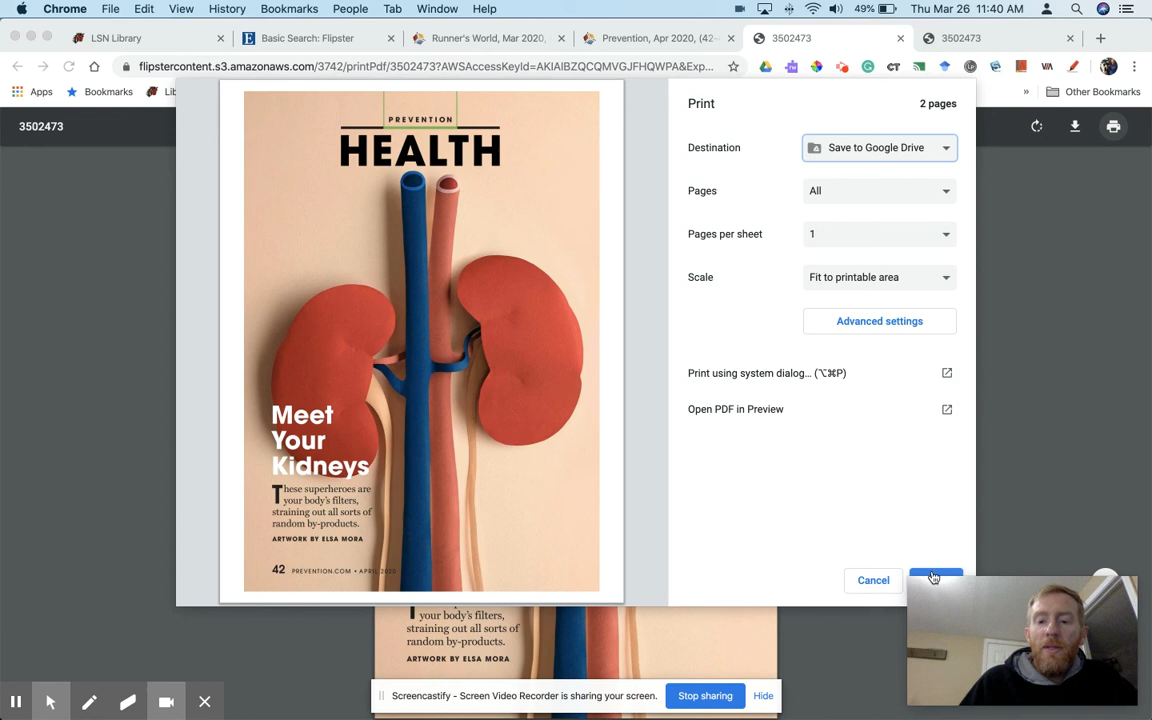 Chrome File Edit View History Bookmarks People Tab Window Help 49% Thu Mar 26 11:40 AM
LSN Library Basic Search: Flipster Runner's World, Mar 2020, Prevention, Apr 2020, (42– 3502473 3502473
flipstercontent.s3.amazonaws.com/3742/printPdf/3502473?AWSAccessKeyId=AKIAIBZQCQMVGJFHQWPA&Exp...
Apps Bookmarks Lib » Other Bookmarks
3502473
PREVENTION
HEALTH
Meet
Your
Kidneys
These superheroes are
your body's filters,
straining out all sorts of
random by-products.
ARTWORK BY ELSA MORA
42 PREVENTION.COM • APRIL 2020
Print 2 pages
Destination Save to Google Drive
Pages All
Pages per sheet 1
Scale Fit to printable area
Advanced settings
Print using system dialog... (⌥⌘P)
Open PDF in Preview
Cancel
your body's filters,
straining out all sorts of
random by-products.
ARTWORK BY ELSA MORA
Screencastify - Screen Video Recorder is sharing your screen. Stop sharing Hide